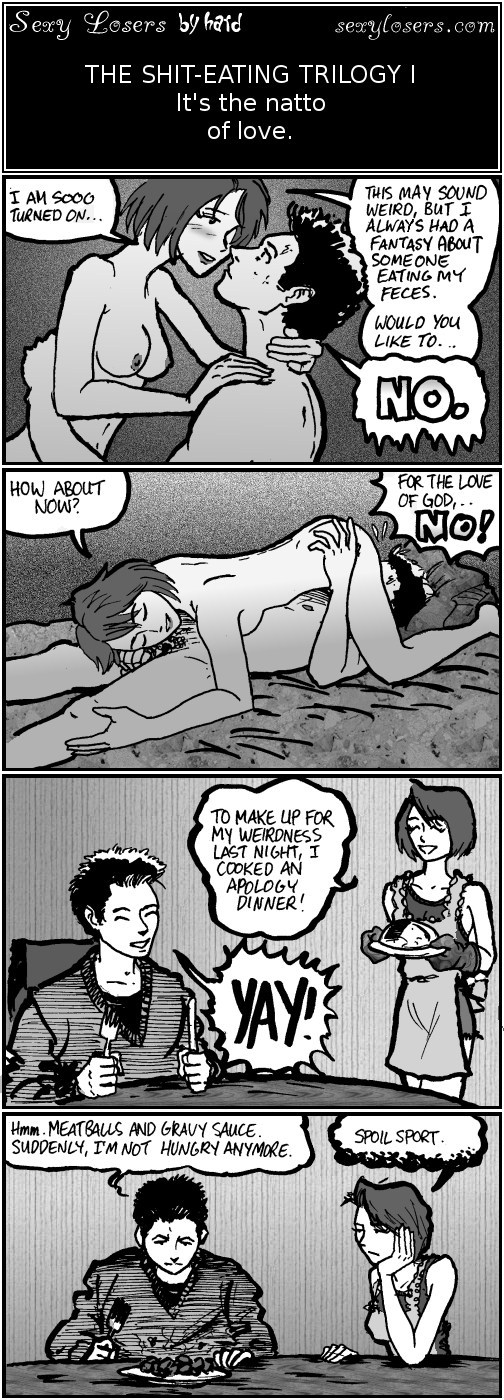 Sexy Losers by hard
sexylosers.com
THE SHIT-EATING TRILOGY I
It's the natto
of love.
I AM SOOO
TURNED ON...
THIS MAY SOUND
WEIRD, BUT I
ALWAYS HAD A
FANTASY ABOUT
SOMEONE
EATING MY
FECES.
WOULD YOU
LIKE TO...
NO.
HOW ABOUT
NOW?
FOR THE LOVE
OF GOD,..
NO!
TO MAKE UP FOR
MY WEIRDNESS
LAST NIGHT, I
COOKED AN
APOLOGY
DINNER!
YAY!
Hmm. MEATBALLS AND GRAVY SAUCE.
SUDDENLY, I'M NOT HUNGRY ANYMORE.
SPOIL SPORT.